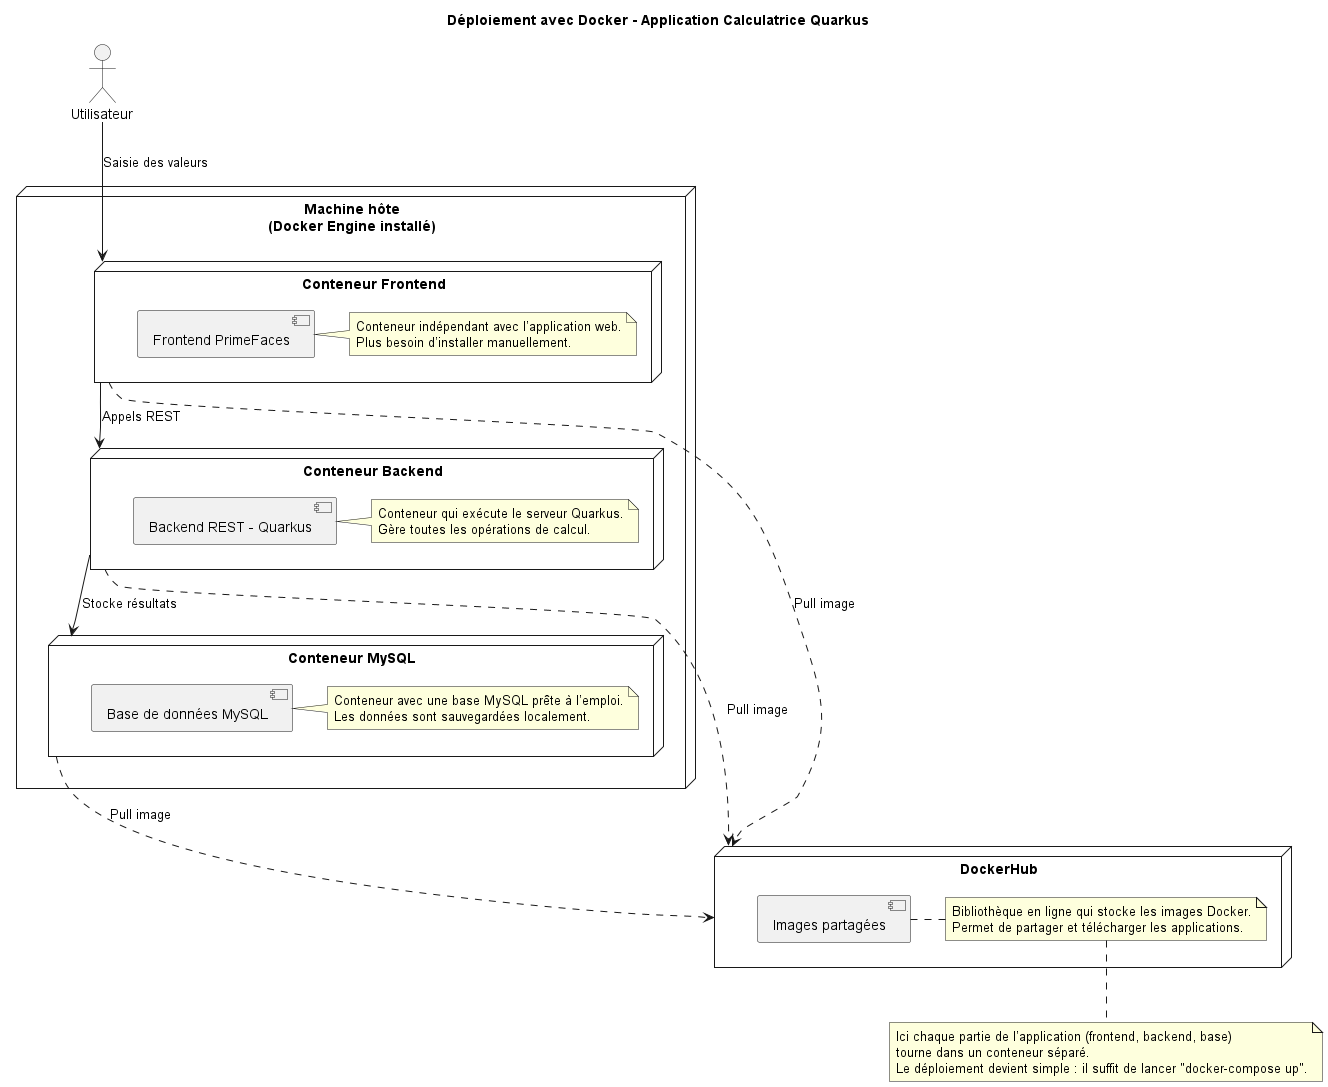 Déploiement avec Docker - Application Calculatrice Quarkus
Utilisateur
Saisie des valeurs
Machine hôte
(Docker Engine installé)
Conteneur Frontend
Frontend PrimeFaces
Conteneur indépendant avec l'application web.
Plus besoin d'installer manuellement.
Appels REST
Conteneur Backend
Backend REST - Quarkus
Conteneur qui exécute le serveur Quarkus.
Gère toutes les opérations de calcul.
Stocke résultats
Pull image
Conteneur MySQL
Base de données MySQL
Conteneur avec une base MySQL prête à l'emploi.
Les données sont sauvegardées localement.
Pull image
Pull image
DockerHub
Images partagées
Bibliothèque en ligne qui stocke les images Docker.
Permet de partager et télécharger les applications.
Ici chaque partie de l'application (frontend, backend, base)
tourne dans un conteneur séparé.
Le déploiement devient simple : il suffit de lancer "docker-compose up".